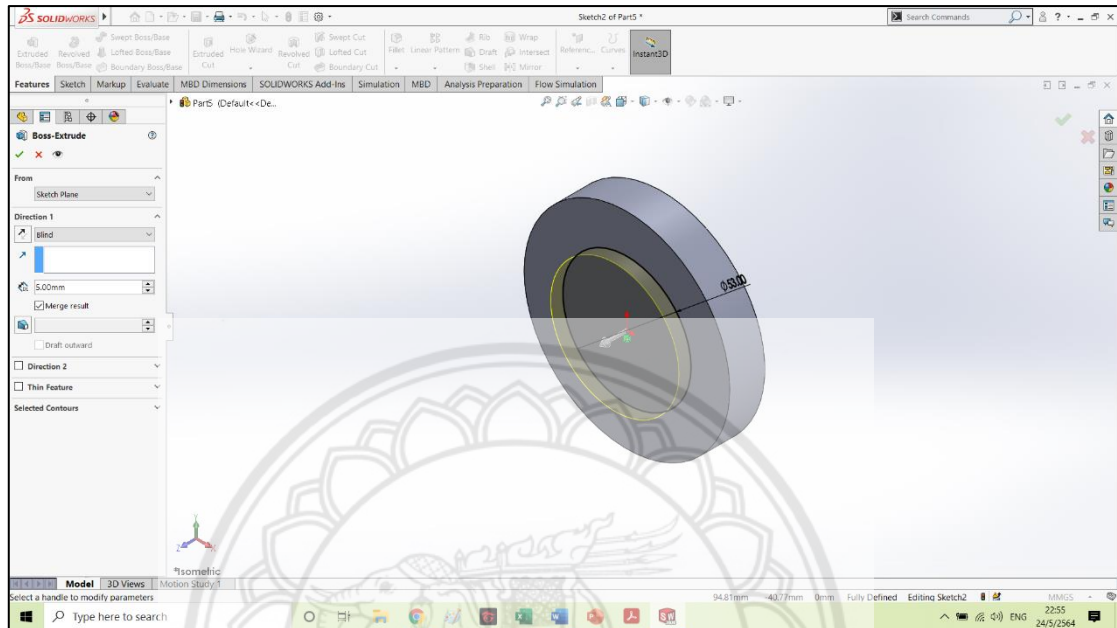 SOLIDWORKS
Sketch2 of Part5 *
Search Commands
Extruded Boss/Base
Revolved Boss/Base
Swept Boss/Base
Lofted Boss/Base
Boundary Boss/Base
Extruded Cut
Hole Wizard
Revolved Cut
Swept Cut
Lofted Cut
Boundary Cut
Fillet
Linear Pattern
Rib
Draft
Shell
Wrap
Intersect
Mirror
Referenc...
Curves
Instant3D
Features Sketch Markup Evaluate MBD Dimensions SOLIDWORKS Add-Ins Simulation MBD Analysis Preparation Flow Simulation
Part5 (Default<<De...
Boss-Extrude
From
Sketch Plane
Direction 1
Blind
5.00mm
Merge result
Draft outward
Direction 2
Thin Feature
Selected Contours
Ø53.00
*Isometric
Model 3D Views Motion Study 1
Select a handle to modify parameters
94.81mm 40.77mm 0mm Fully Defined Editing Sketch2 MMGS
Type here to search
ENG
22:55
24/5/2564